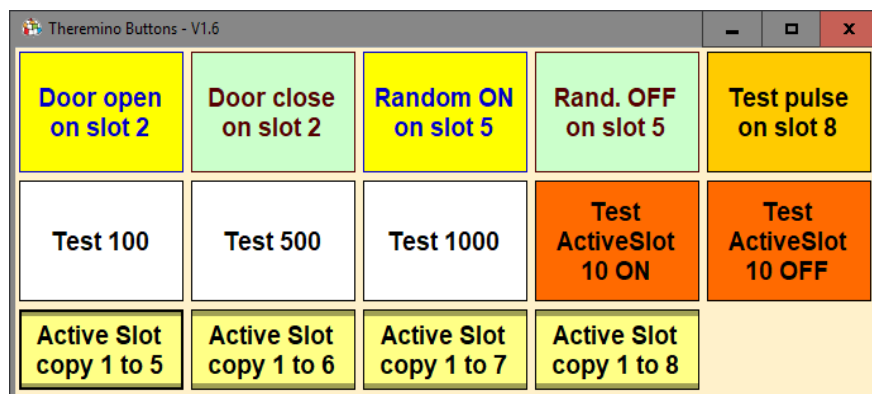 Theremino Buttons - V1.6
Door open
on slot 2
Door close
on slot 2
Random ON
on slot 5
Rand. OFF
on slot 5
Test pulse
on slot 8
Test 100
Test 500
Test 1000
Test
ActiveSlot
10 ON
Test
ActiveSlot
10 OFF
Active Slot
copy 1 to 5
Active Slot
copy 1 to 6
Active Slot
copy 1 to 7
Active Slot
copy 1 to 8